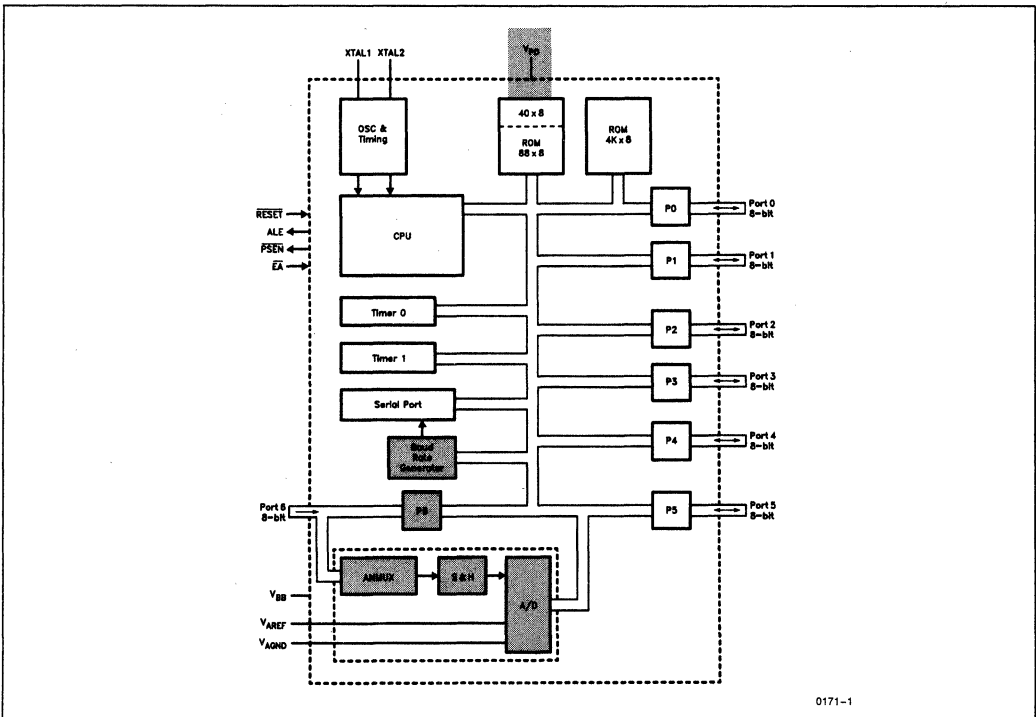 XTAL1 XTAL2
V_PD
OSC &
Timing
40 x 8
ROM
88 x 8
ROM
4K x 8
RESET
ALE
PSEN
EA
CPU
P0
Port 0
8-bit
P1
Port 1
8-bit
Timer 0
P2
Port 2
8-bit
Timer 1
P3
Port 3
8-bit
Serial Port
P4
Port 4
8-bit
Baud
Rate
Generator
Port 6
8-bit
P6
P5
Port 5
8-bit
ANMUX
S & H
A/D
V_BB
V_AREF
V_AGND
0171-1